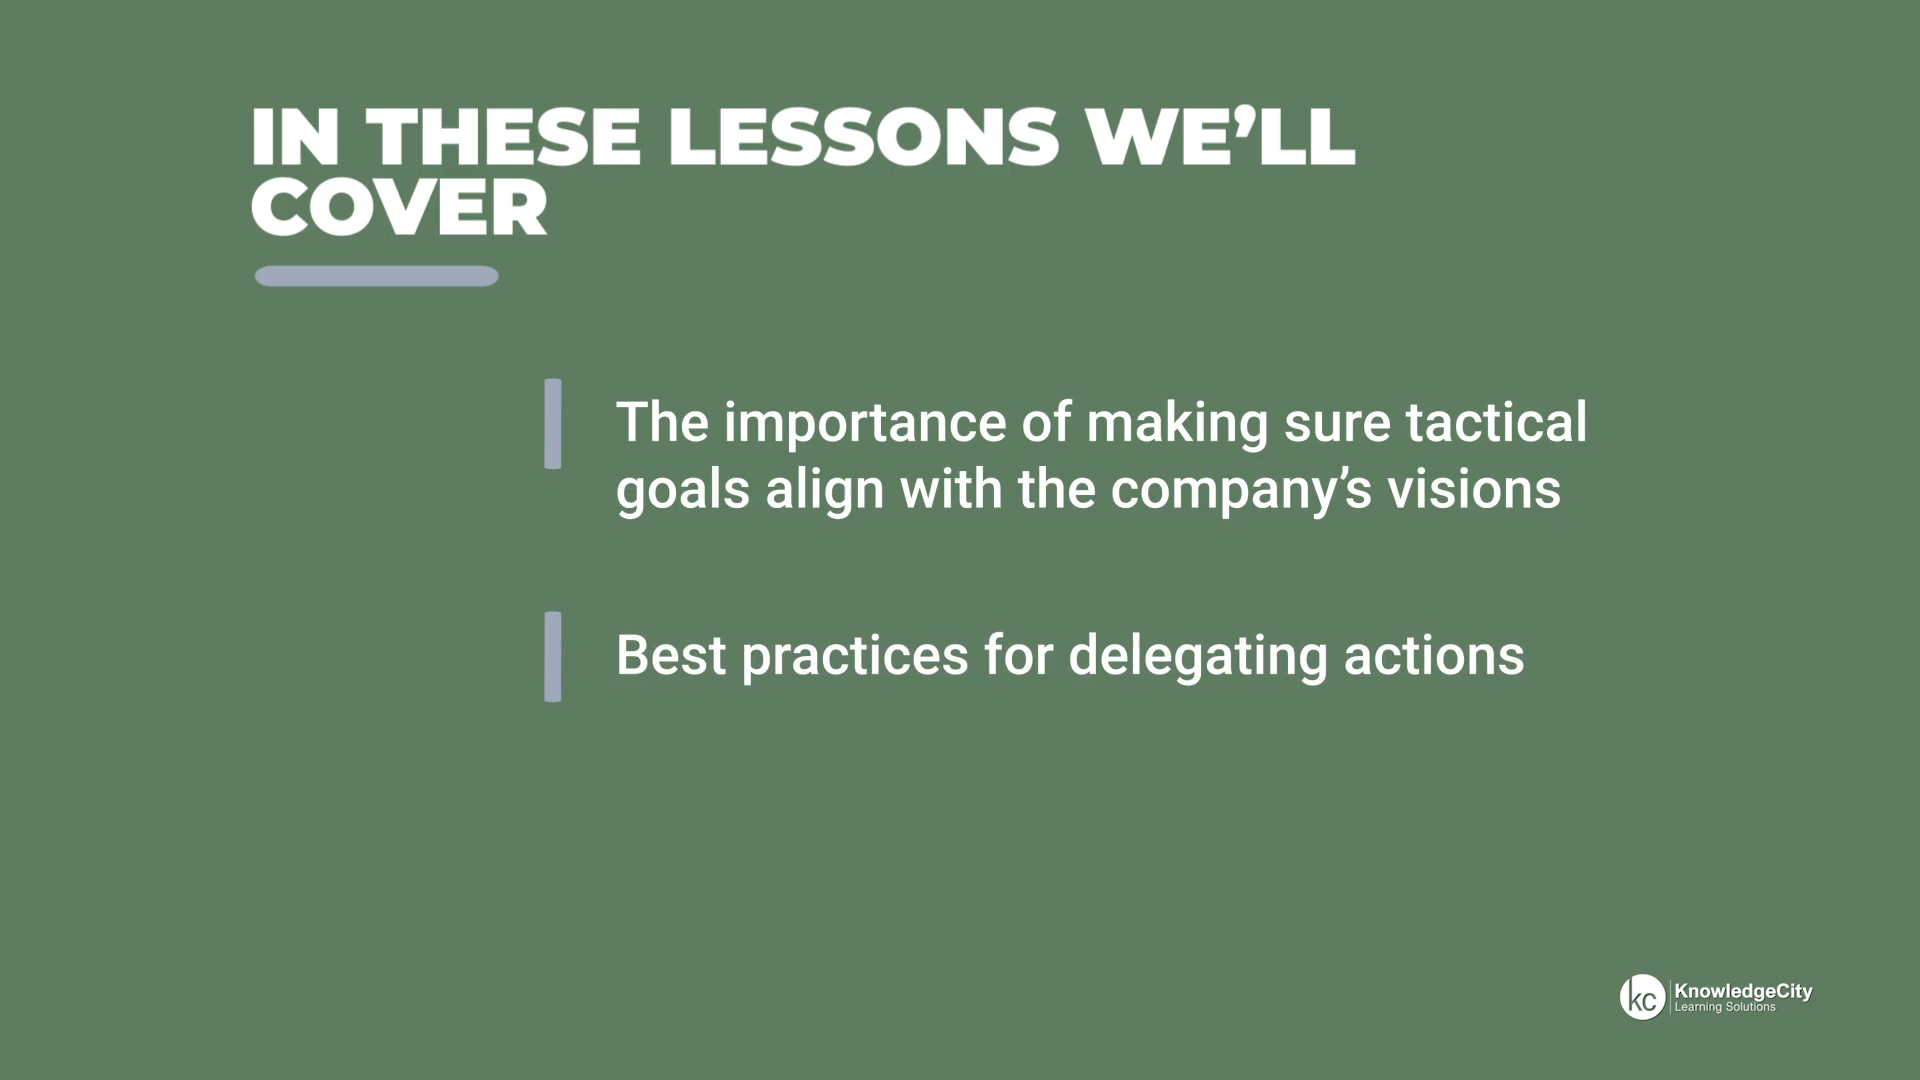 IN THESE LESSONS WE’LL
COVER
The importance of making sure tactical
goals align with the company’s visions
Best practices for delegating actions
kc
KnowledgeCity
Learning Solutions